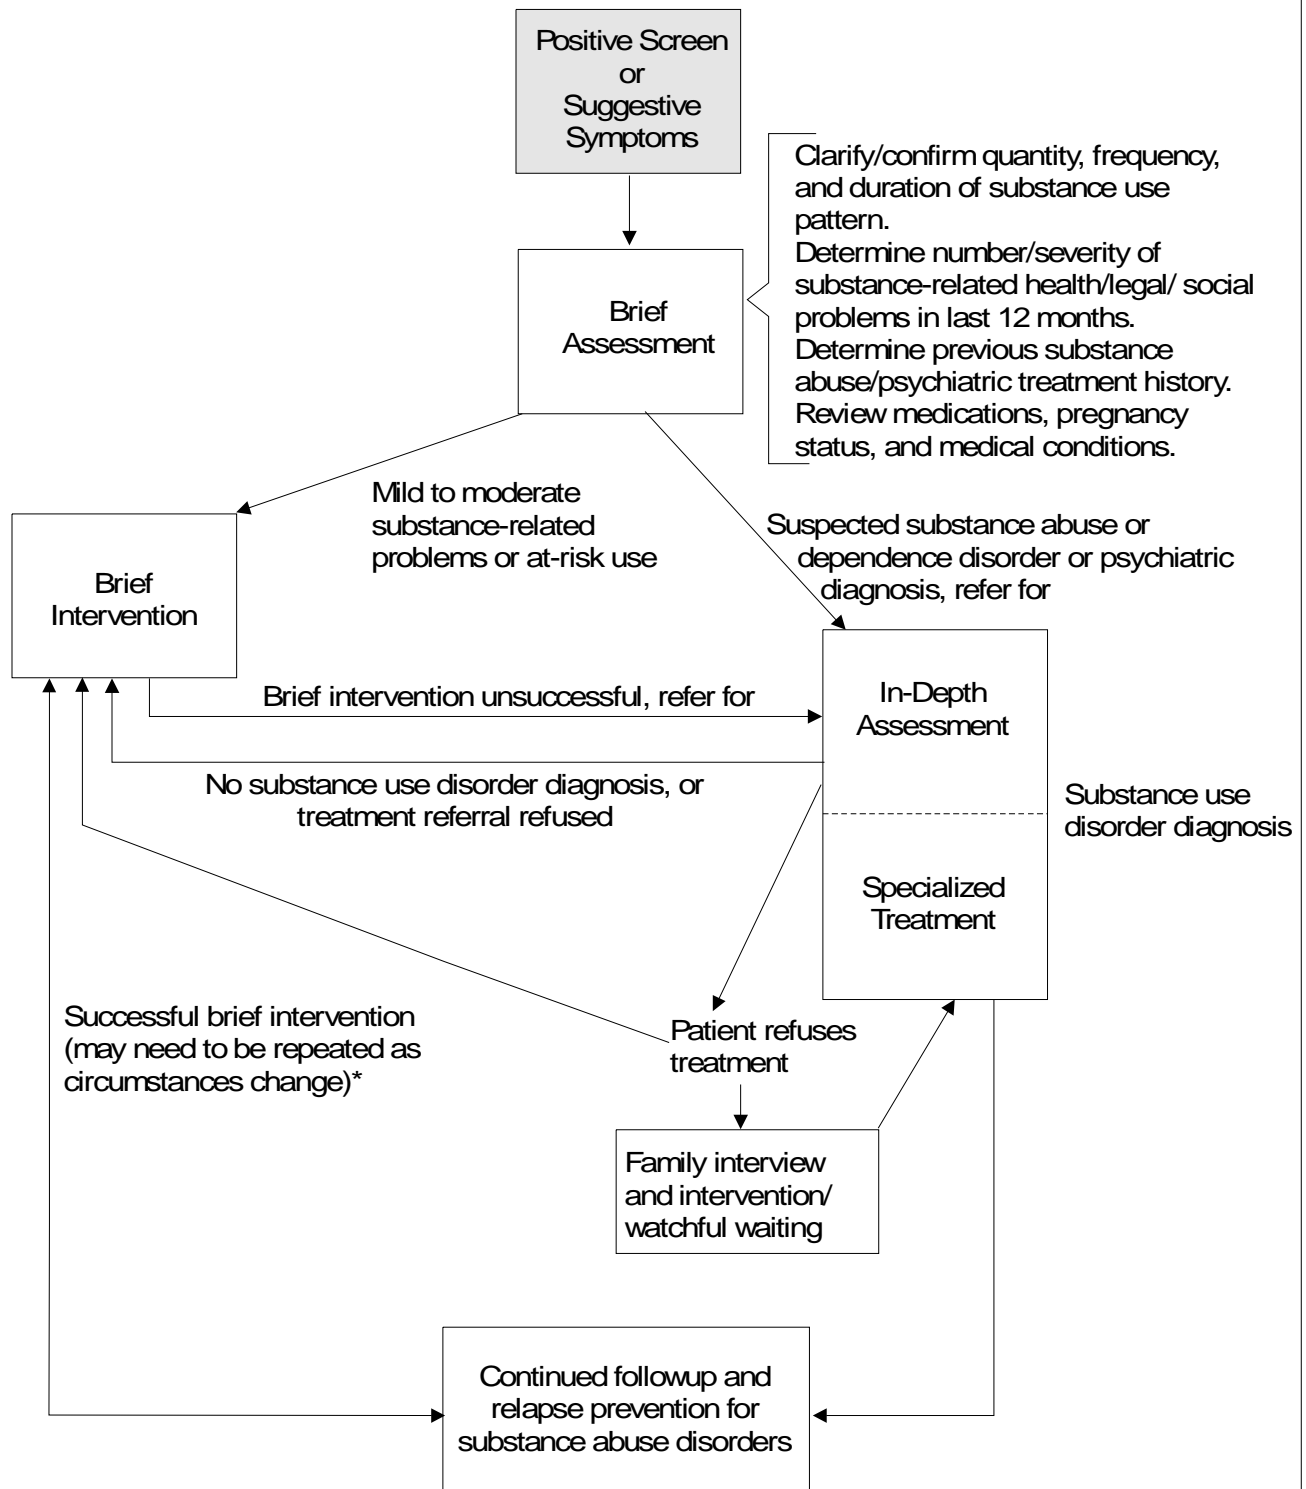 Positive Screen
or
Suggestive
Symptoms
Clarify/confirm quantity, frequency,
and duration of substance use
pattern.
Determine number/severity of
substance-related health/legal/ social
problems in last 12 months.
Determine previous substance
abuse/psychiatric treatment history.
Review medications, pregnancy
status, and medical conditions.
Brief
Assessment
Mild to moderate
substance-related
problems or at-risk use
Suspected substance abuse or
dependence disorder or psychiatric
diagnosis, refer for
Brief
Intervention
In-Depth
Assessment
Brief intervention unsuccessful, refer for
No substance use disorder diagnosis, or
treatment referral refused
Substance use
disorder diagnosis
Specialized
Treatment
Successful brief intervention
(may need to be repeated as
circumstances change)*
Patient refuses
treatment
Family interview
and intervention/
watchful waiting
Continued followup and
relapse prevention for
substance abuse disorders